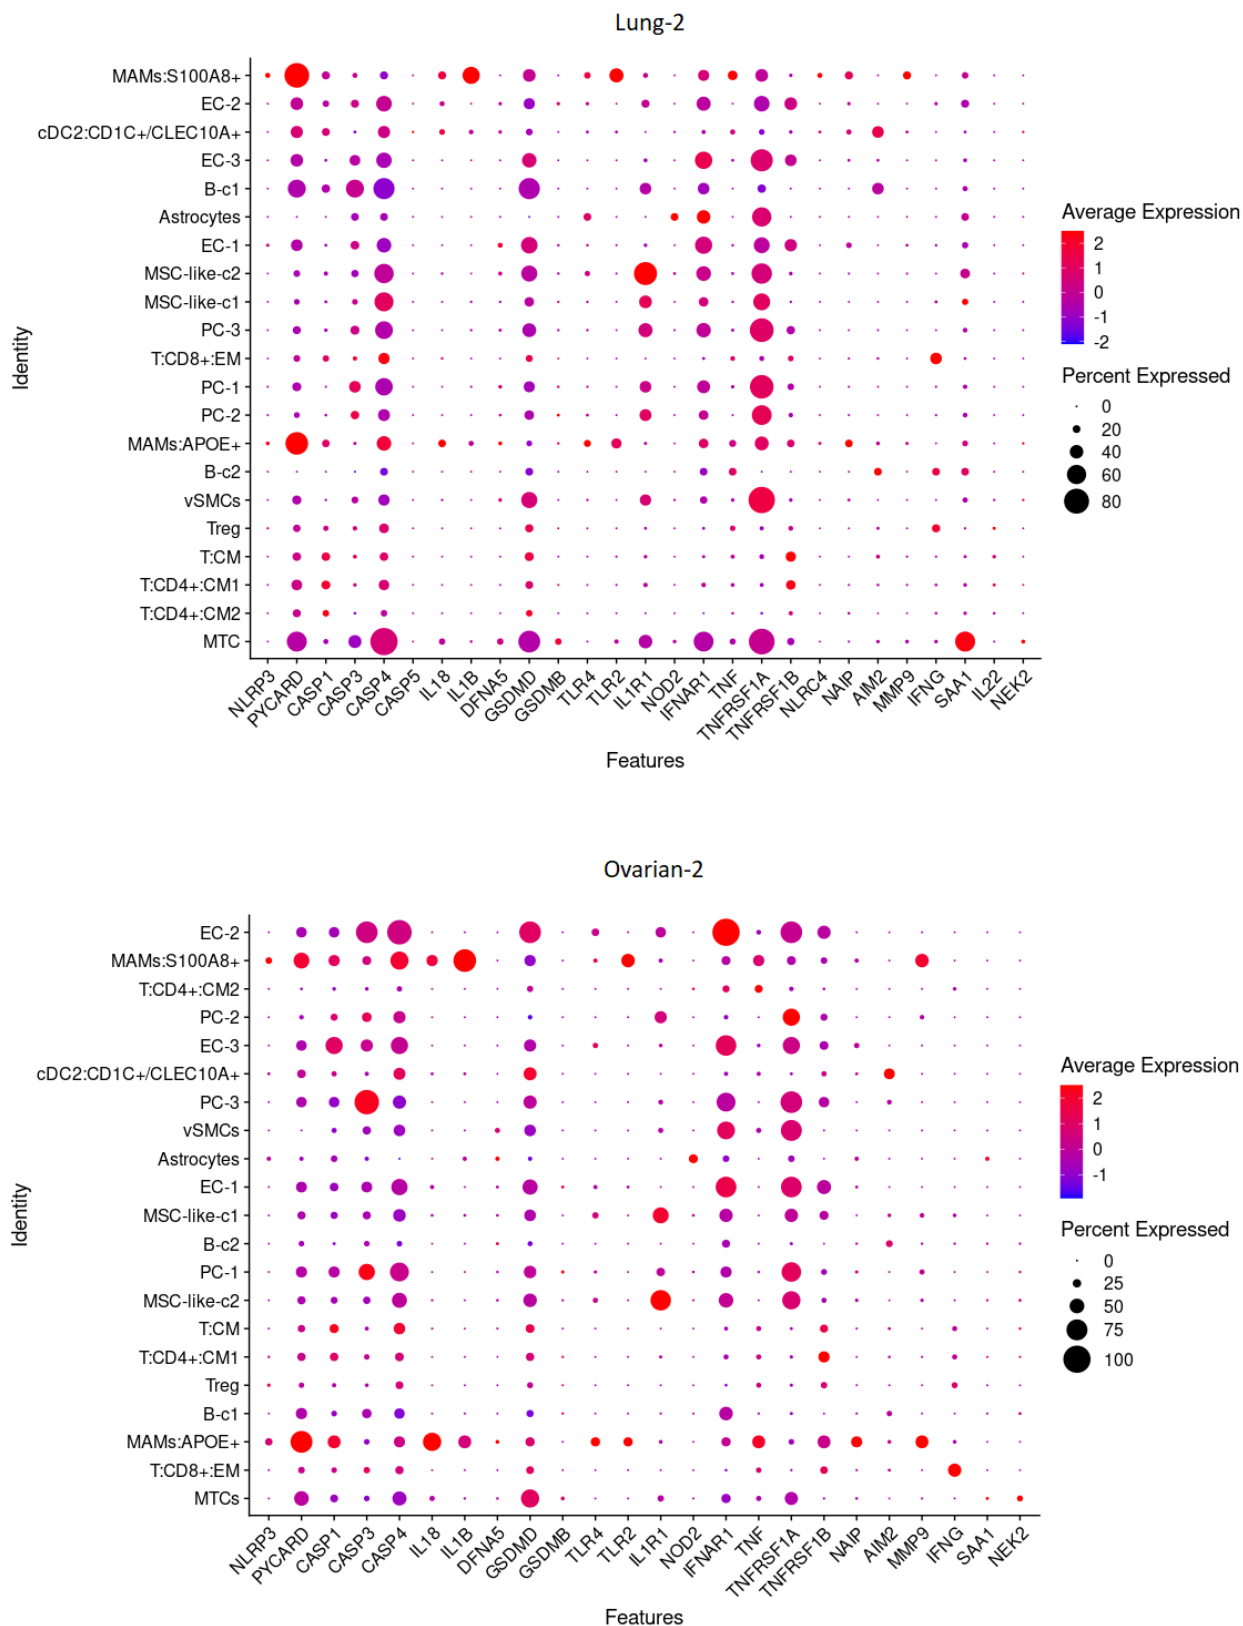 Lung-2
MAMs:S100A8+
EC-2
cDC2:CD1C+/CLEC10A+
EC-3
B-c1
Astrocytes
EC-1
MSC-like-c2
MSC-like-c1
PC-3
T:CD8+:EM
PC-1
PC-2
MAMs:APOE+
B-c2
vSMCs
Treg
T:CM
T:CD4+:CM1
T:CD4+:CM2
MTC
Identity
NLRP3
PYCARD
CASP1
CASP3
CASP4
CASP5
IL18
IL1B
DFNA5
GSDMD
GSDMB
TLR4
TLR2
IL1R1
NOD2
IFNAR1
TNF
TNFRSF1A
TNFRSF1B
NLRC4
NAIP
AIM2
MMP9
IFNG
SAA1
IL22
NEK2
Features
Average Expression
2
1
0
-1
-2
Percent Expressed
0
20
40
60
80
Ovarian-2
EC-2
MAMs:S100A8+
T:CD4+:CM2
PC-2
EC-3
cDC2:CD1C+/CLEC10A+
PC-3
vSMCs
Astrocytes
EC-1
MSC-like-c1
B-c2
PC-1
MSC-like-c2
T:CM
T:CD4+:CM1
Treg
B-c1
MAMs:APOE+
T:CD8+:EM
MTCs
Identity
NLRP3
PYCARD
CASP1
CASP3
CASP4
IL18
IL1B
DFNA5
GSDMD
GSDMB
TLR4
TLR2
IL1R1
NOD2
IFNAR1
TNF
TNFRSF1A
TNFRSF1B
NAIP
AIM2
MMP9
IFNG
SAA1
NEK2
Features
Average Expression
2
1
0
-1
Percent Expressed
0
25
50
75
100